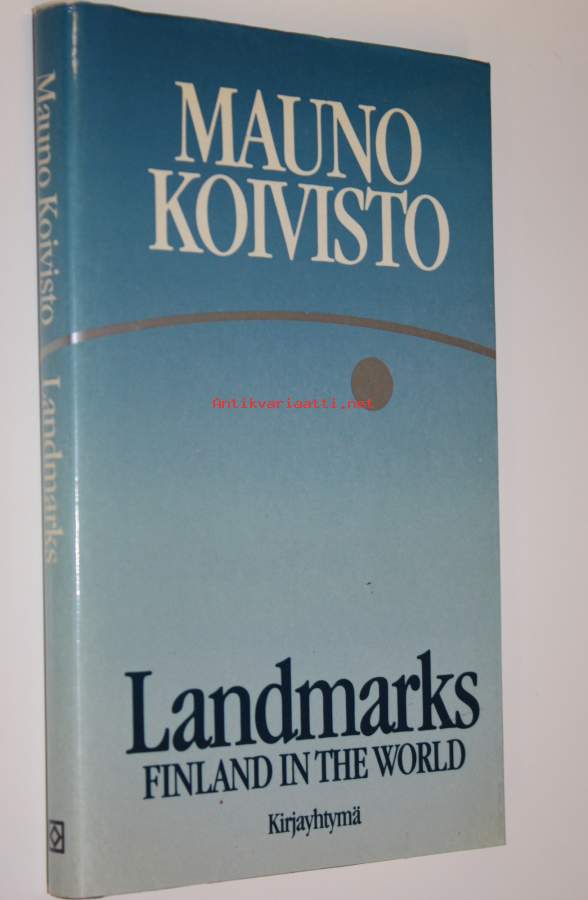 MAUNO
KOIVISTO
Antikvariaatti.net
Landmarks
FINLAND IN THE WORLD
Kirjayhtymä
Mauno Koivisto Landmarks